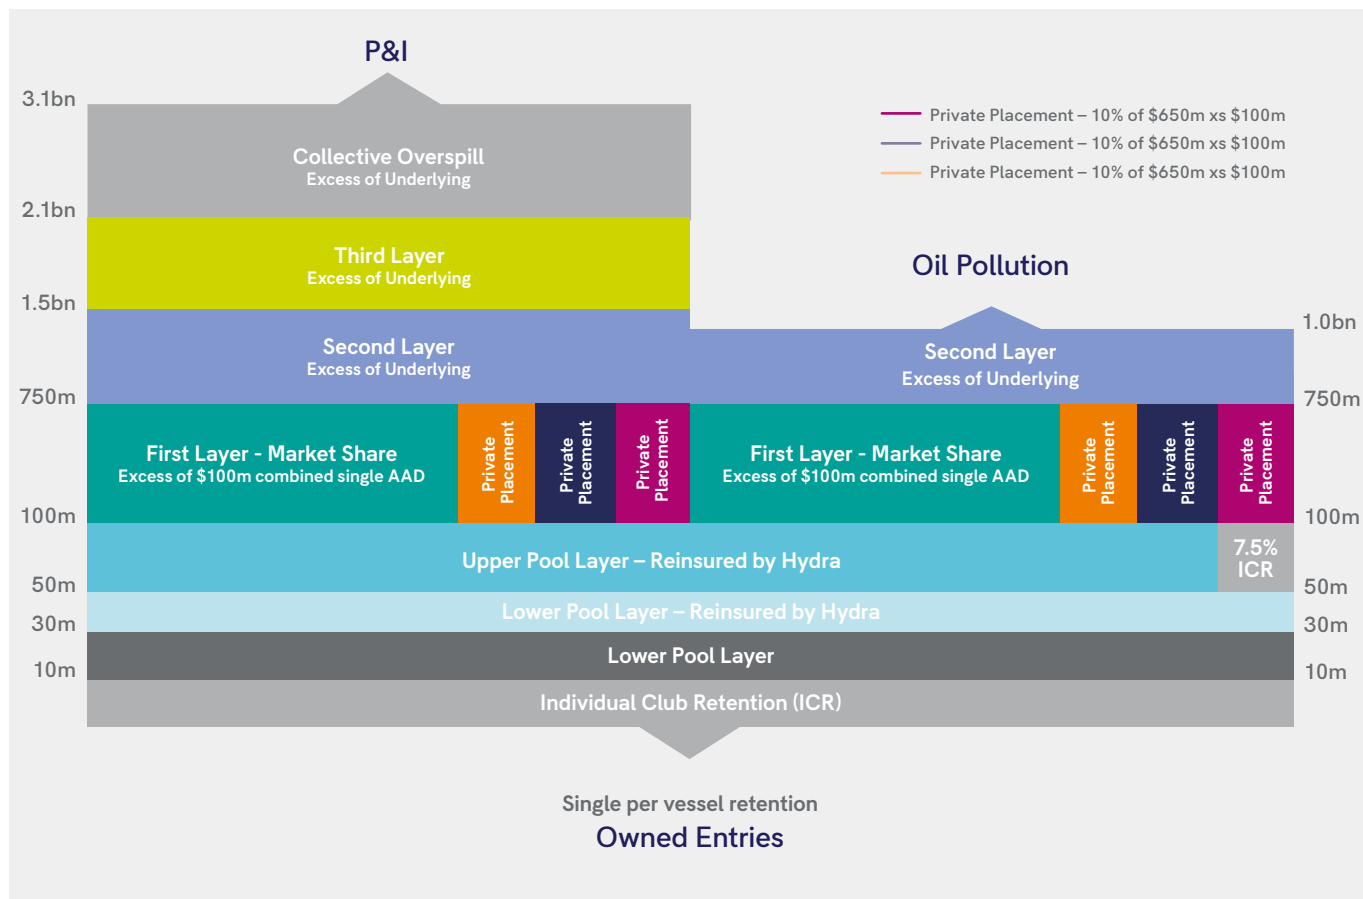 P&I
3.1bn
Private Placement – 10% of $650m xs $100m
Private Placement – 10% of $650m xs $100m
Private Placement – 10% of $650m xs $100m
Collective Overspill
Excess of Underlying
2.1bn
Third Layer
Excess of Underlying
Oil Pollution
1.5bn
1.0bn
Second Layer
Excess of Underlying
Second Layer
Excess of Underlying
750m
750m
First Layer - Market Share
Excess of $100m combined single AAD
Private
Placement
Private
Placement
Private
Placement
First Layer - Market Share
Excess of $100m combined single AAD
Private
Placement
Private
Placement
Private
Placement
100m
100m
Upper Pool Layer – Reinsured by Hydra
7.5%
ICR
50m
50m
Lower Pool Layer – Reinsured by Hydra
30m
30m
Lower Pool Layer
10m
10m
Individual Club Retention (ICR)
Single per vessel retention
Owned Entries